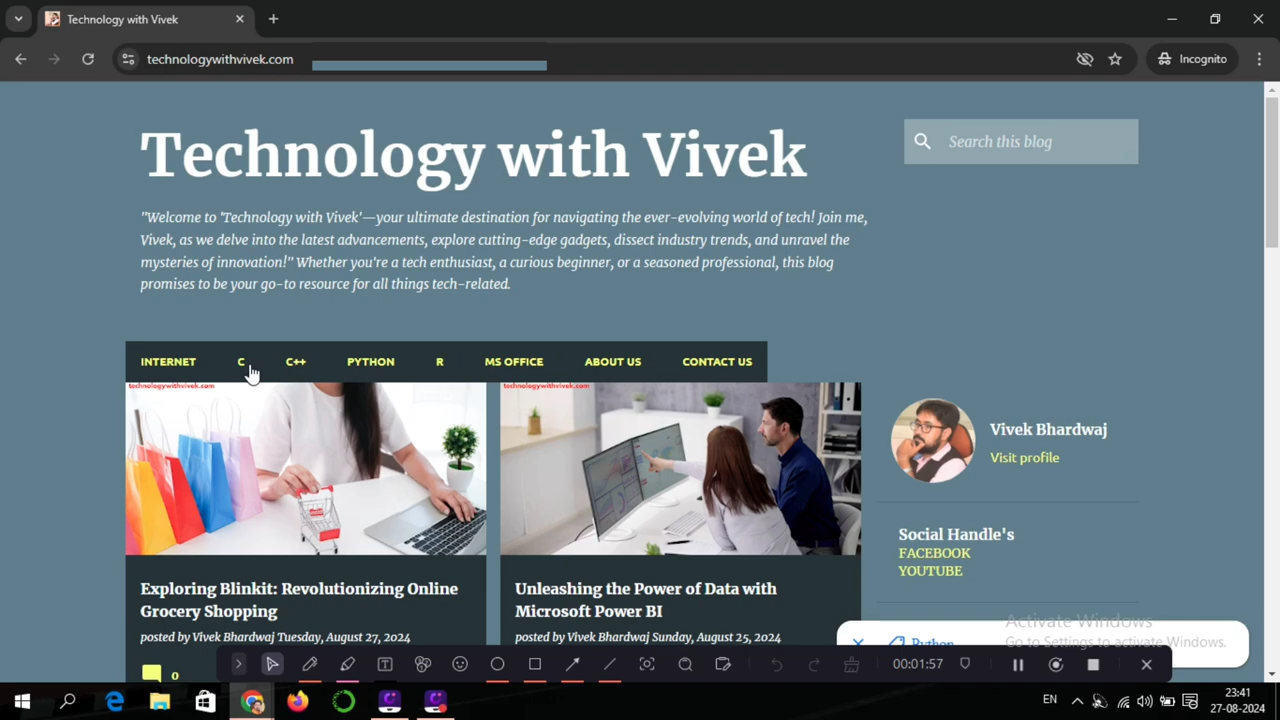 Technology with Vivek
technologywithvivek.com
Incognito
Technology with Vivek
Search this blog
"Welcome to 'Technology with Vivek'—your ultimate destination for navigating the ever-evolving world of tech! Join me,
Vivek, as we delve into the latest advancements, explore cutting-edge gadgets, dissect industry trends, and unravel the
mysteries of innovation!" Whether you're a tech enthusiast, a curious beginner, or a seasoned professional, this blog
promises to be your go-to resource for all things tech-related.
INTERNET C C++ PYTHON R MS OFFICE ABOUT US CONTACT US
technologywithvivek.com
technologywithvivek.com
Vivek Bhardwaj
Visit profile
Social Handle's
FACEBOOK
YOUTUBE
Exploring Blinkit: Revolutionizing Online
Grocery Shopping
posted by Vivek Bhardwaj Tuesday, August 27, 2024
0
Unleashing the Power of Data with
Microsoft Power BI
posted by Vivek Bhardwaj Sunday, August 25, 2024
Activate Windows
Go to Settings to activate Windows.
Python
00:01:57
EN
23:41
27-08-2024